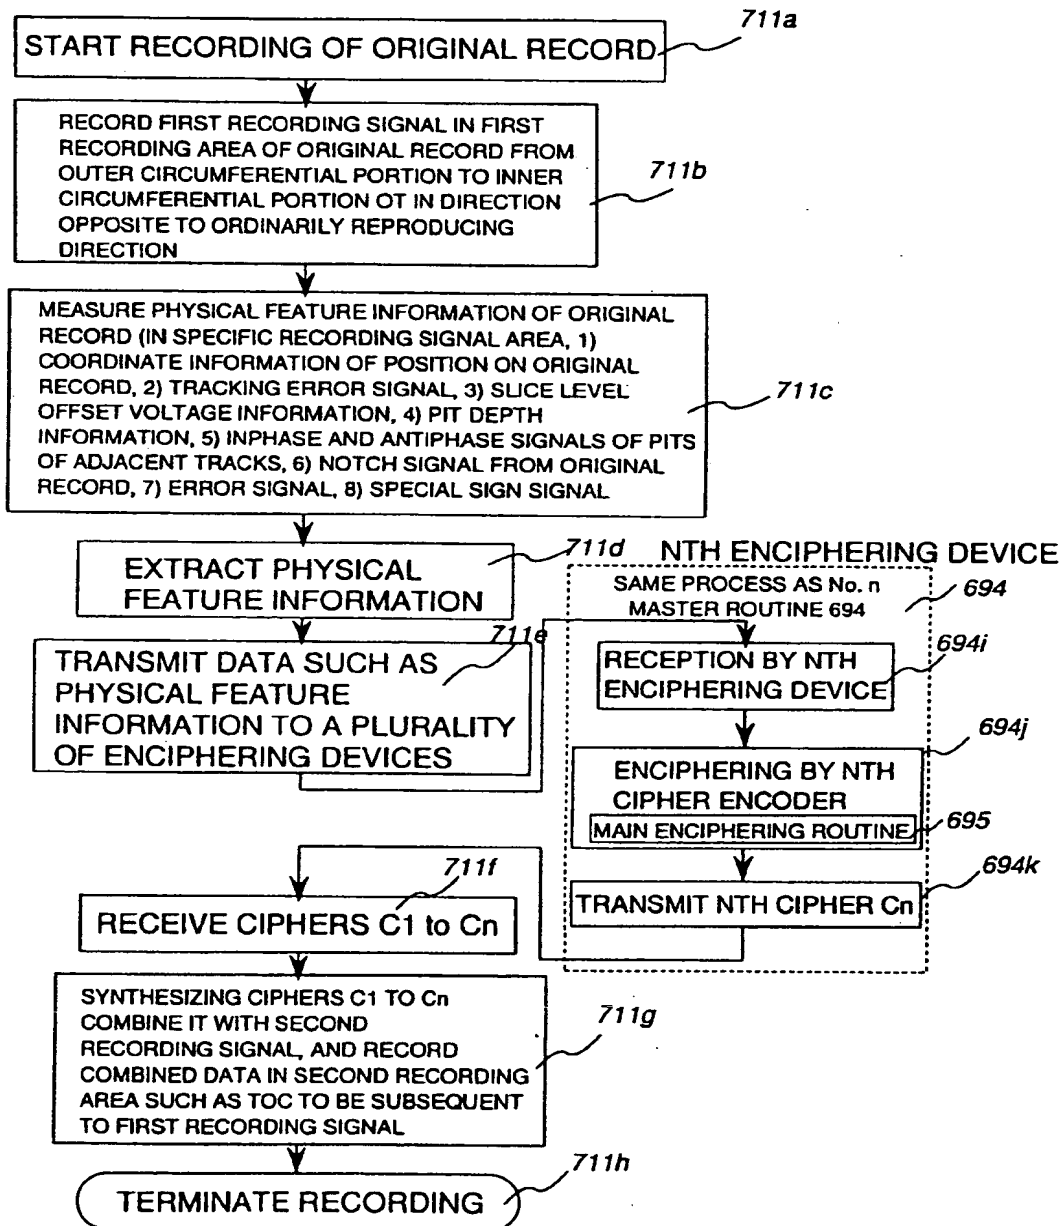 711a
START RECORDING OF ORIGINAL RECORD
RECORD FIRST RECORDING SIGNAL IN FIRST
RECORDING AREA OF ORIGINAL RECORD FROM
OUTER CIRCUMFERENTIAL PORTION TO INNER
CIRCUMFERENTIAL PORTION OT IN DIRECTION
OPPOSITE TO ORDINARILY REPRODUCING
DIRECTION
711b
MEASURE PHYSICAL FEATURE INFORMATION OF ORIGINAL
RECORD (IN SPECIFIC RECORDING SIGNAL AREA, 1)
COORDINATE INFORMATION OF POSITION ON ORIGINAL
RECORD, 2) TRACKING ERROR SIGNAL, 3) SLICE LEVEL
OFFSET VOLTAGE INFORMATION, 4) PIT DEPTH
INFORMATION, 5) INPHASE AND ANTIPHASE SIGNALS OF PITS
OF ADJACENT TRACKS, 6) NOTCH SIGNAL FROM ORIGINAL
RECORD, 7) ERROR SIGNAL, 8) SPECIAL SIGN SIGNAL
711c
711d
EXTRACT PHYSICAL
FEATURE INFORMATION
711e
TRANSMIT DATA SUCH AS
PHYSICAL FEATURE
INFORMATION TO A PLURALITY
OF ENCIPHERING DEVICES
NTH ENCIPHERING DEVICE
SAME PROCESS AS No. n
MASTER ROUTINE 694
694
RECEPTION BY NTH
ENCIPHERING DEVICE
694i
694j
ENCIPHERING BY NTH
CIPHER ENCODER
MAIN ENCIPHERING ROUTINE
695
694k
TRANSMIT NTH CIPHER Cn
711f
RECEIVE CIPHERS C1 to Cn
SYNTHESIZING CIPHERS C1 TO Cn
COMBINE IT WITH SECOND
RECORDING SIGNAL, AND RECORD
COMBINED DATA IN SECOND RECORDING
AREA SUCH AS TOC TO BE SUBSEQUENT
TO FIRST RECORDING SIGNAL
711g
711h
TERMINATE RECORDING